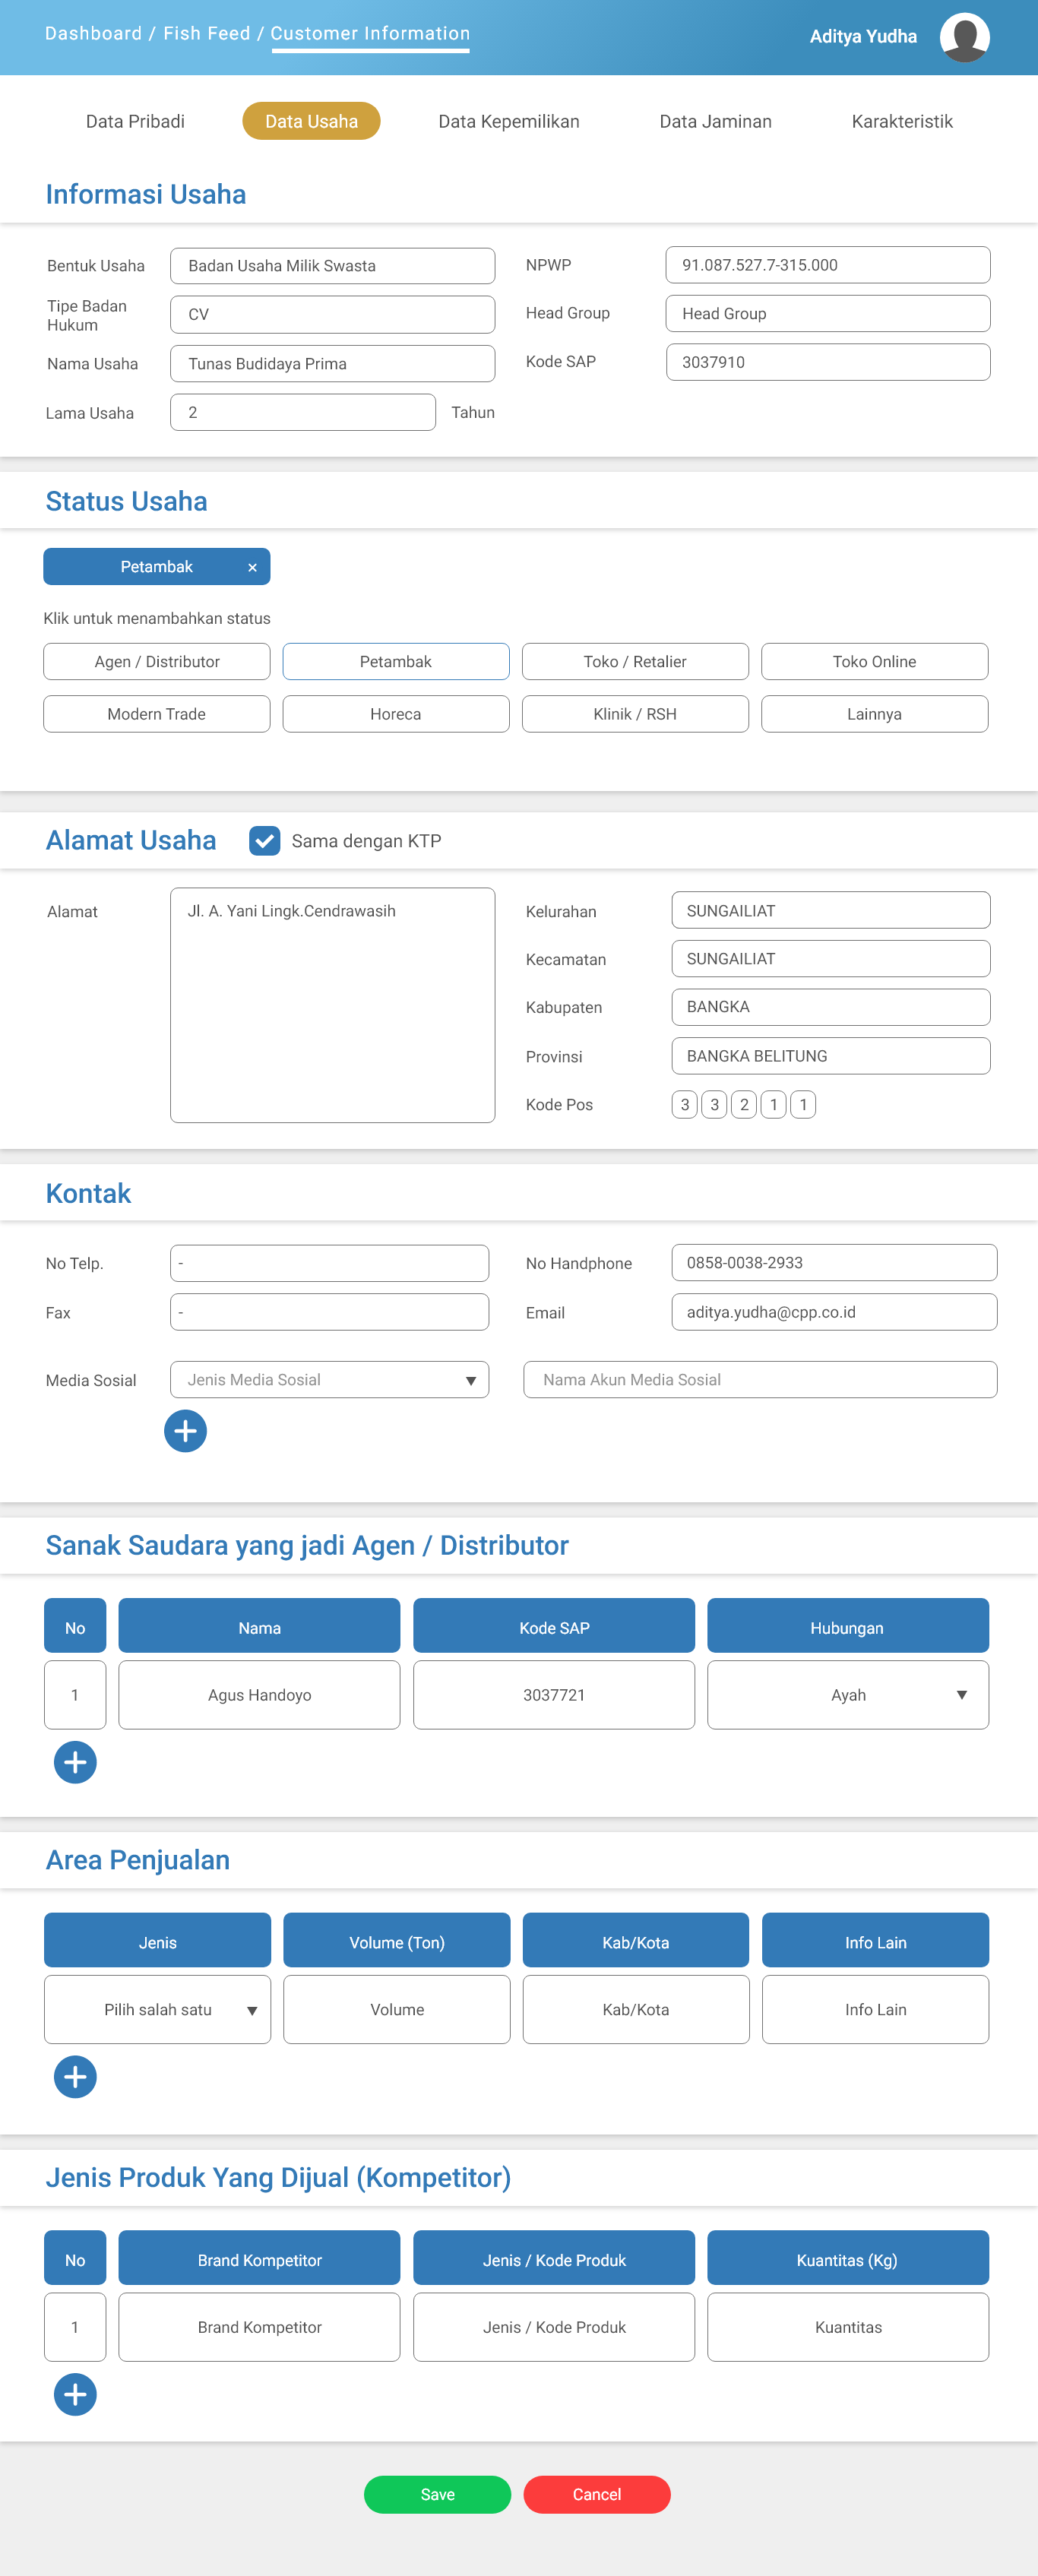 Dashboard / Fish Feed / Customer Information
Aditya Yudha
Data Pribadi
Data Usaha
Data Kepemilikan
Data Jaminan
Karakteristik
Informasi Usaha
Bentuk Usaha
Badan Usaha Milik Swasta
NPWP
91.087.527.7-315.000
Tipe Badan
Hukum
CV
Head Group
Head Group
Nama Usaha
Tunas Budidaya Prima
Kode SAP
3037910
Lama Usaha
2
Tahun
Status Usaha
Petambak ×
Klik untuk menambahkan status
Agen / Distributor
Petambak
Toko / Retalier
Toko Online
Modern Trade
Horeca
Klinik / RSH
Lainnya
Alamat Usaha
Sama dengan KTP
Alamat
Jl. A. Yani Lingk.Cendrawasih
Kelurahan
SUNGAILIAT
Kecamatan
SUNGAILIAT
Kabupaten
BANGKA
Provinsi
BANGKA BELITUNG
Kode Pos
3 3 2 1 1
Kontak
No Telp.
-
No Handphone
0858-0038-2933
Fax
-
Email
aditya.yudha@cpp.co.id
Media Sosial
Jenis Media Sosial
Nama Akun Media Sosial
Sanak Saudara yang jadi Agen / Distributor
No
Nama
Kode SAP
Hubungan
1
Agus Handoyo
3037721
Ayah
Area Penjualan
Jenis
Volume (Ton)
Kab/Kota
Info Lain
Pilih salah satu
Volume
Kab/Kota
Info Lain
Jenis Produk Yang Dijual (Kompetitor)
No
Brand Kompetitor
Jenis / Kode Produk
Kuantitas (Kg)
1
Brand Kompetitor
Jenis / Kode Produk
Kuantitas
Save
Cancel